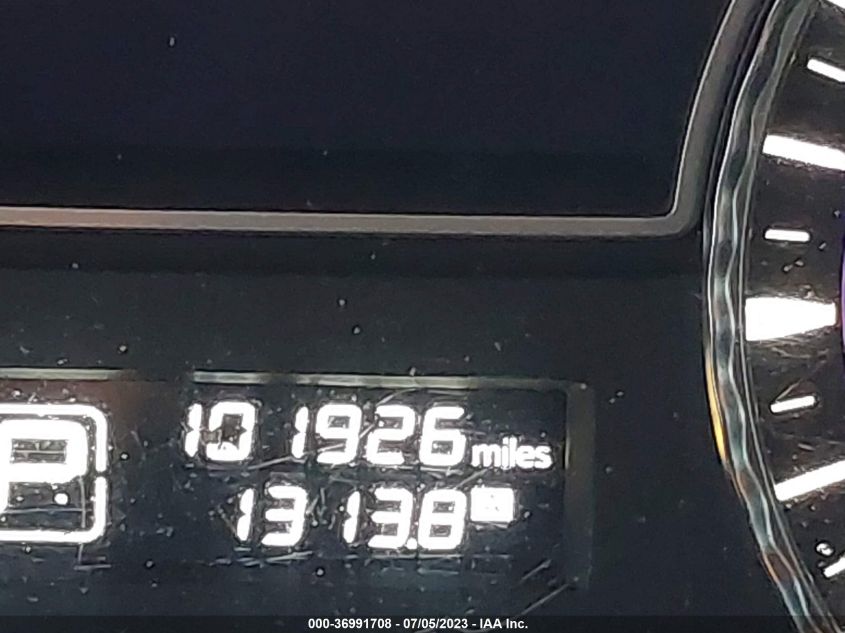 P
101926 miles
1313.8
000-36991708 - 07/05/2023 - IAA Inc.